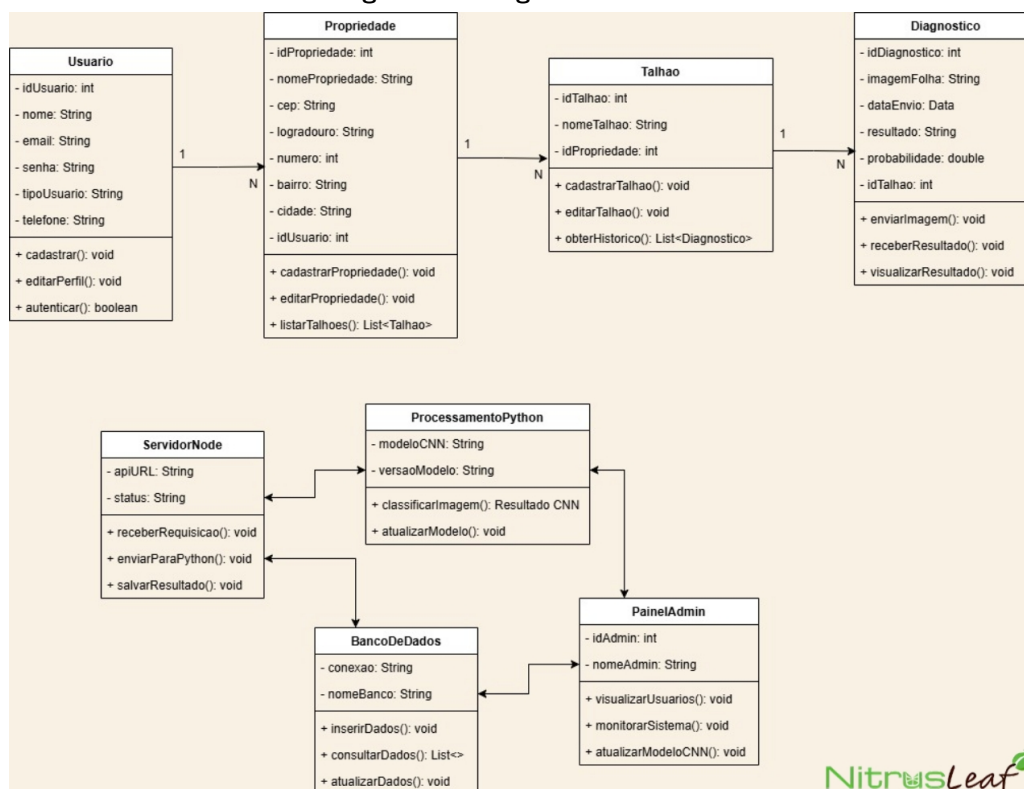 Propriedade
- idPropriedade: int
- nomePropriedade: String
- cep: String
- logradouro: String
- numero: int
- bairro: String
- cidade: String
- idUsuario: int
+ cadastrarPropriedade(): void
+ editarPropriedade(): void
+ listarTalhoes(): List<Talhao>
Usuario
- idUsuario: int
- nome: String
- email: String
- senha: String
- tipoUsuario: String
- telefone: String
+ cadastrar(): void
+ editarPerfil(): void
+ autenticar(): boolean
1
N
Talhao
- idTalhao: int
- nomeTalhao: String
- idPropriedade: int
+ cadastrarTalhao(): void
+ editarTalhao(): void
+ obterHistorico(): List<Diagnostico>
1
N
Diagnostico
- idDiagnostico: int
- imagemFolha: String
- dataEnvio: Data
- resultado: String
- probabilidade: double
- idTalhao: int
+ enviarImagem(): void
+ receberResultado(): void
+ visualizarResultado(): void
1
N
ServidorNode
- apiURL: String
- status: String
+ receberRequisicao(): void
+ enviarParaPython(): void
+ salvarResultado(): void
ProcessamentoPython
- modeloCNN: String
- versaoModelo: String
+ classificarImagem(): Resultado CNN
+ atualizarModelo(): void
BancoDeDados
- conexao: String
- nomeBanco: String
+ inserirDados(): void
+ consultarDados(): List<>
+ atualizarDados(): void
PainelAdmin
- idAdmin: int
- nomeAdmin: String
+ visualizarUsuarios(): void
+ monitorarSistema(): void
+ atualizarModeloCNN(): void
NitrusLeaf